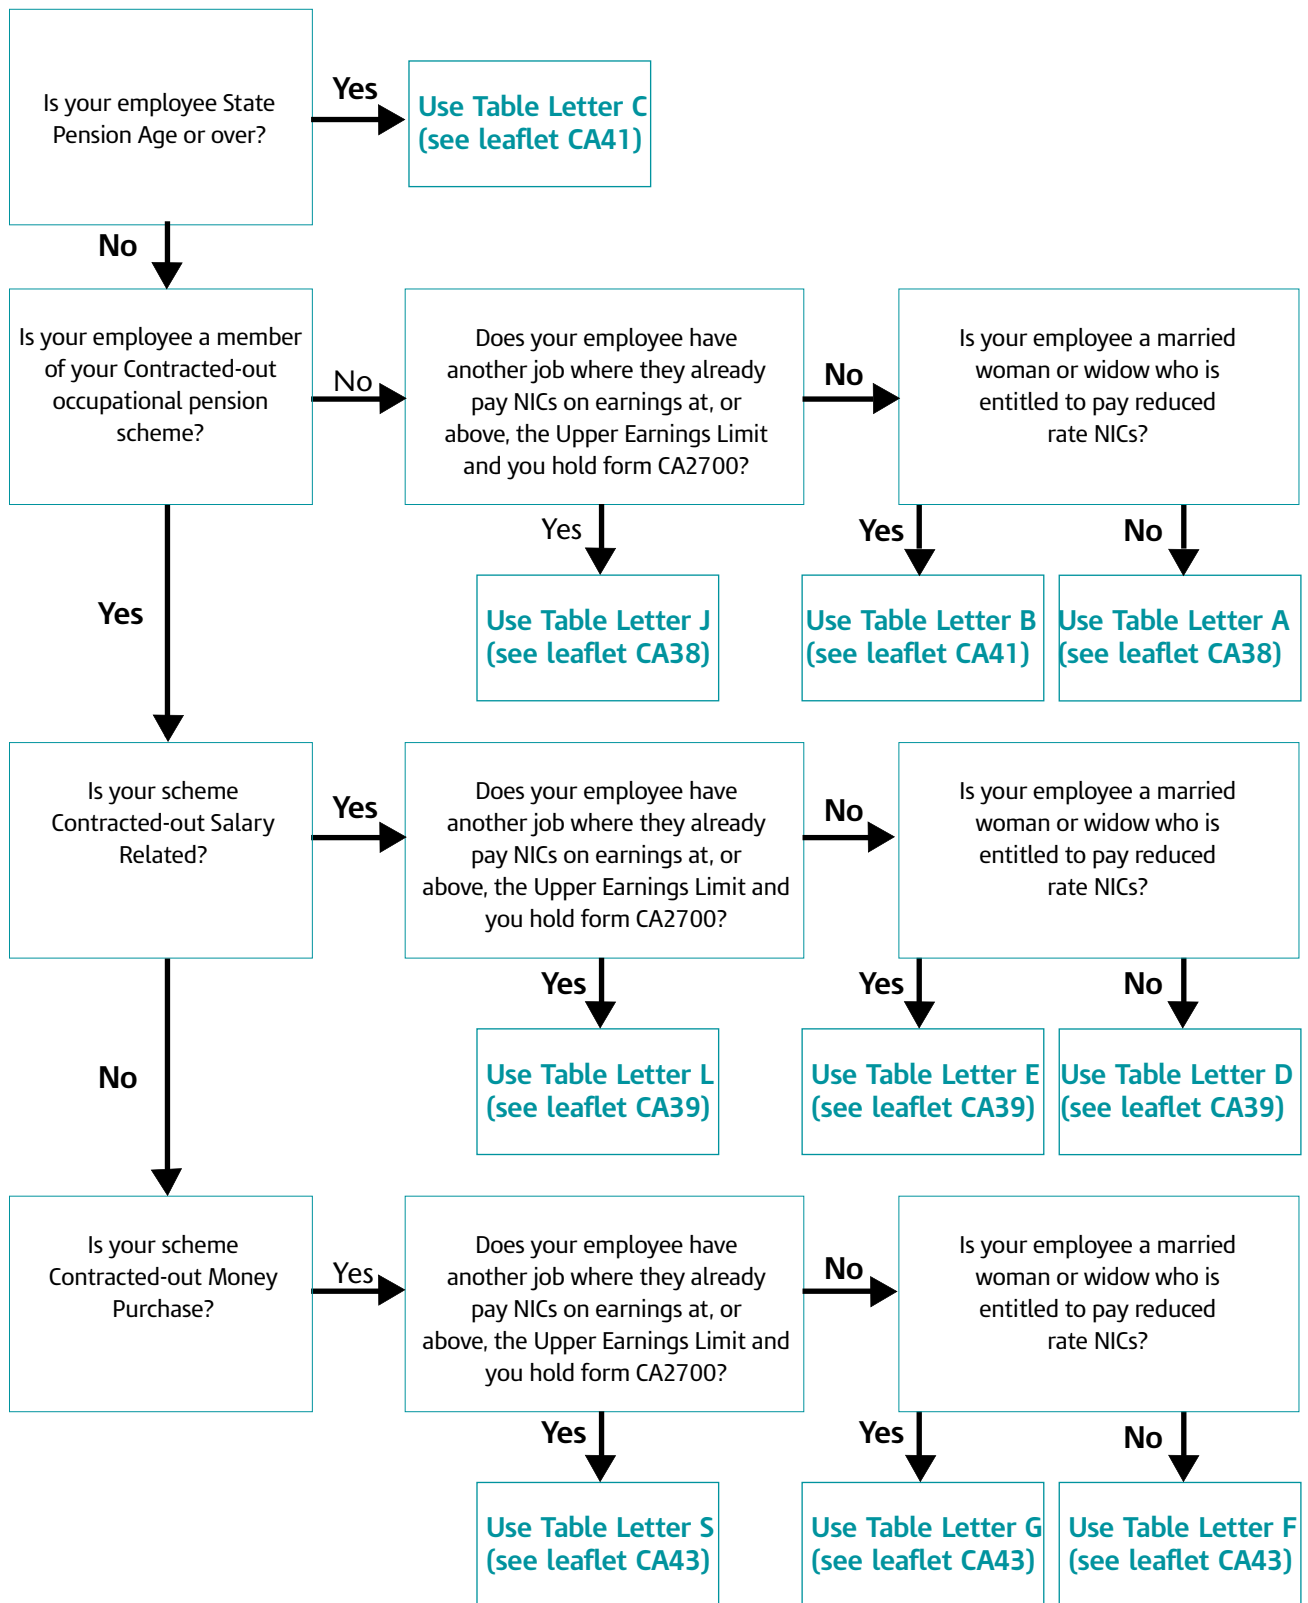 Is your employee State
Pension Age or over?
Yes
Use Table Letter C
(see leaflet CA41)
No
Is your employee a member
of your Contracted-out
occupational pension
scheme?
No
Does your employee have
another job where they already
pay NICs on earnings at, or
above, the Upper Earnings Limit
and you hold form CA2700?
No
Is your employee a married
woman or widow who is
entitled to pay reduced
rate NICs?
Yes
Yes
No
Use Table Letter J
(see leaflet CA38)
Use Table Letter B
(see leaflet CA41)
Use Table Letter A
(see leaflet CA38)
Yes
Is your scheme
Contracted-out Salary
Related?
Yes
Does your employee have
another job where they already
pay NICs on earnings at, or
above, the Upper Earnings Limit and
you hold form CA2700?
No
Is your employee a married
woman or widow who is
entitled to pay reduced
rate NICs?
Yes
Yes
No
Use Table Letter L
(see leaflet CA39)
Use Table Letter E
(see leaflet CA39)
Use Table Letter D
(see leaflet CA39)
No
Is your scheme
Contracted-out Money
Purchase?
Yes
Does your employee have
another job where they already
pay NICs on earnings at, or
above, the Upper Earnings Limit and
you hold form CA2700?
No
Is your employee a married
woman or widow who is
entitled to pay reduced
rate NICs?
Yes
Yes
No
Use Table Letter S
(see leaflet CA43)
Use Table Letter G
(see leaflet CA43)
Use Table Letter F
(see leaflet CA43)